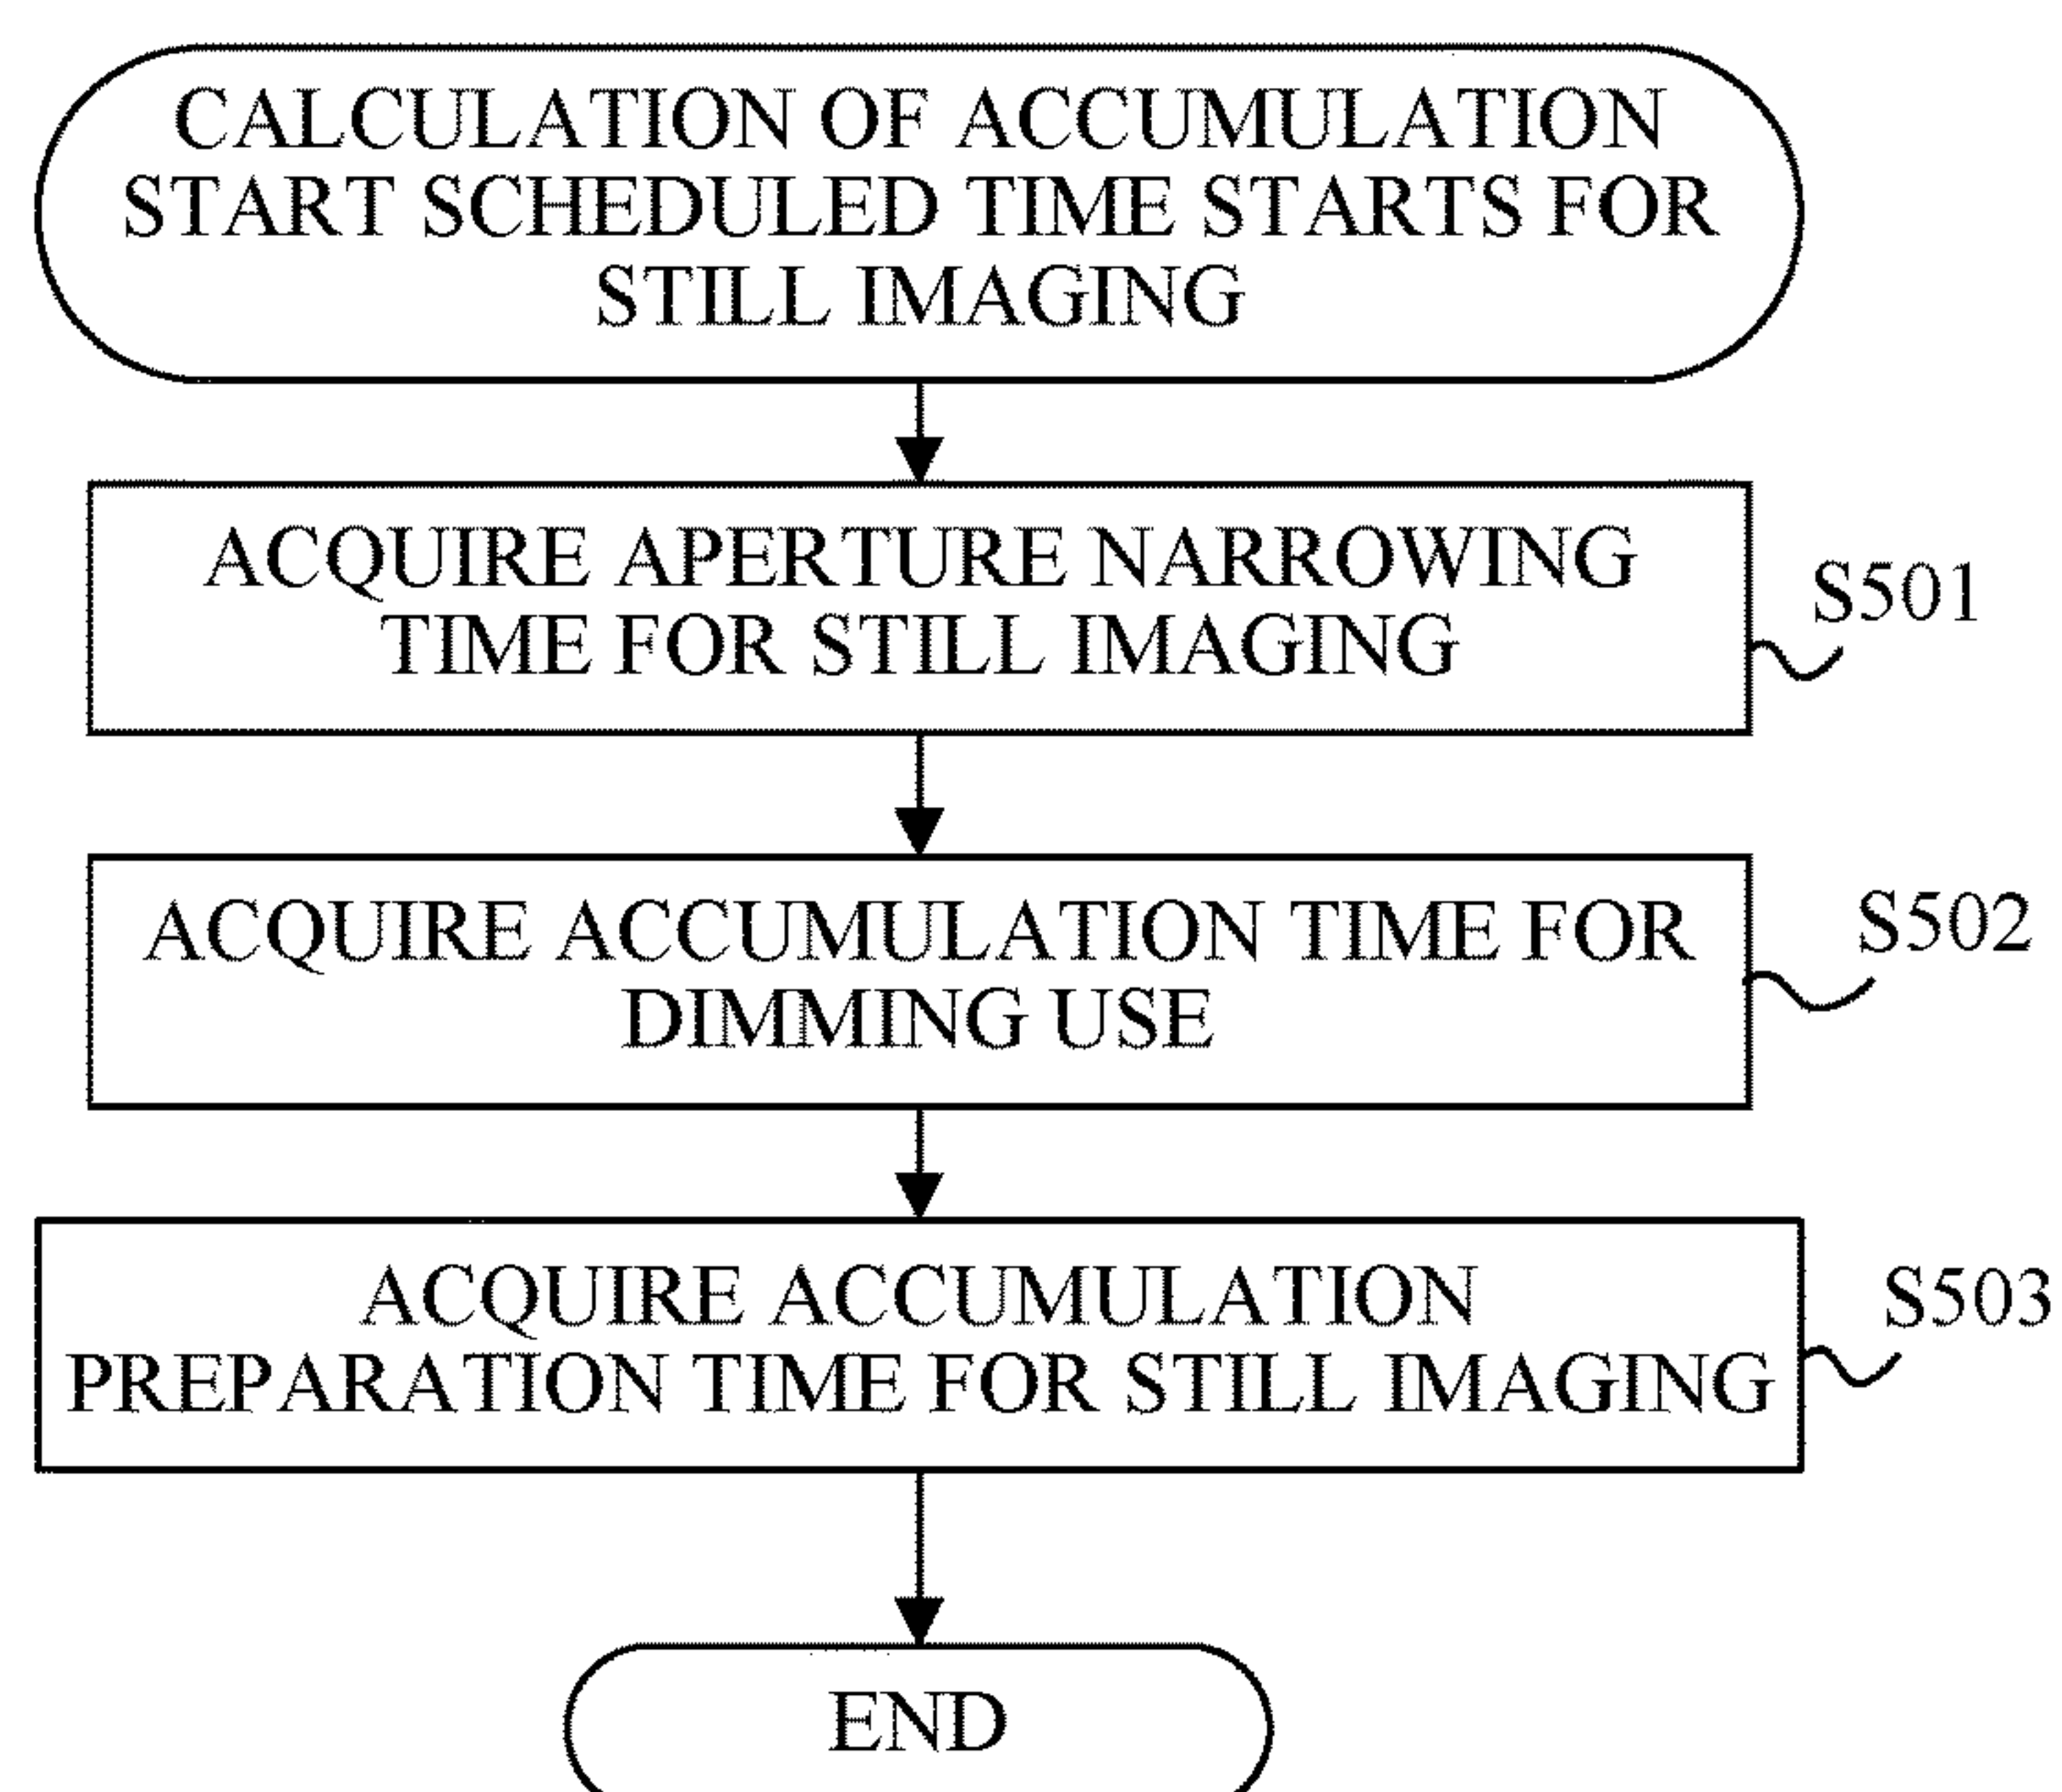 CALCULATION OF ACCUMULATION
START SCHEDULED TIME STARTS FOR
STILL IMAGING
ACQUIRE APERTURE NARROWING
TIME FOR STILL IMAGING
S501
ACQUIRE ACCUMULATION TIME FOR
DIMMING USE
S502
ACQUIRE ACCUMULATION
PREPARATION TIME FOR STILL IMAGING
S503
END